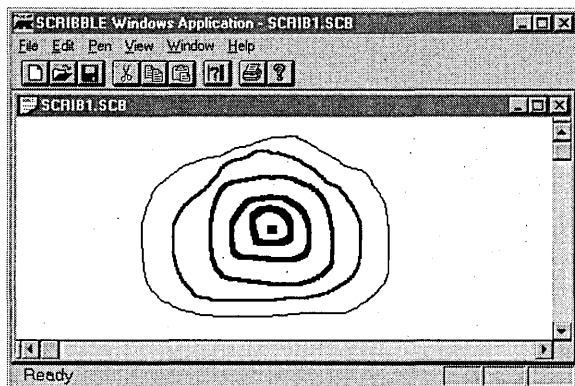 SCRIBBLE Windows Application - SCRIB1.SCB
File Edit Pen View Window Help
SCRIB1.SCB
Ready